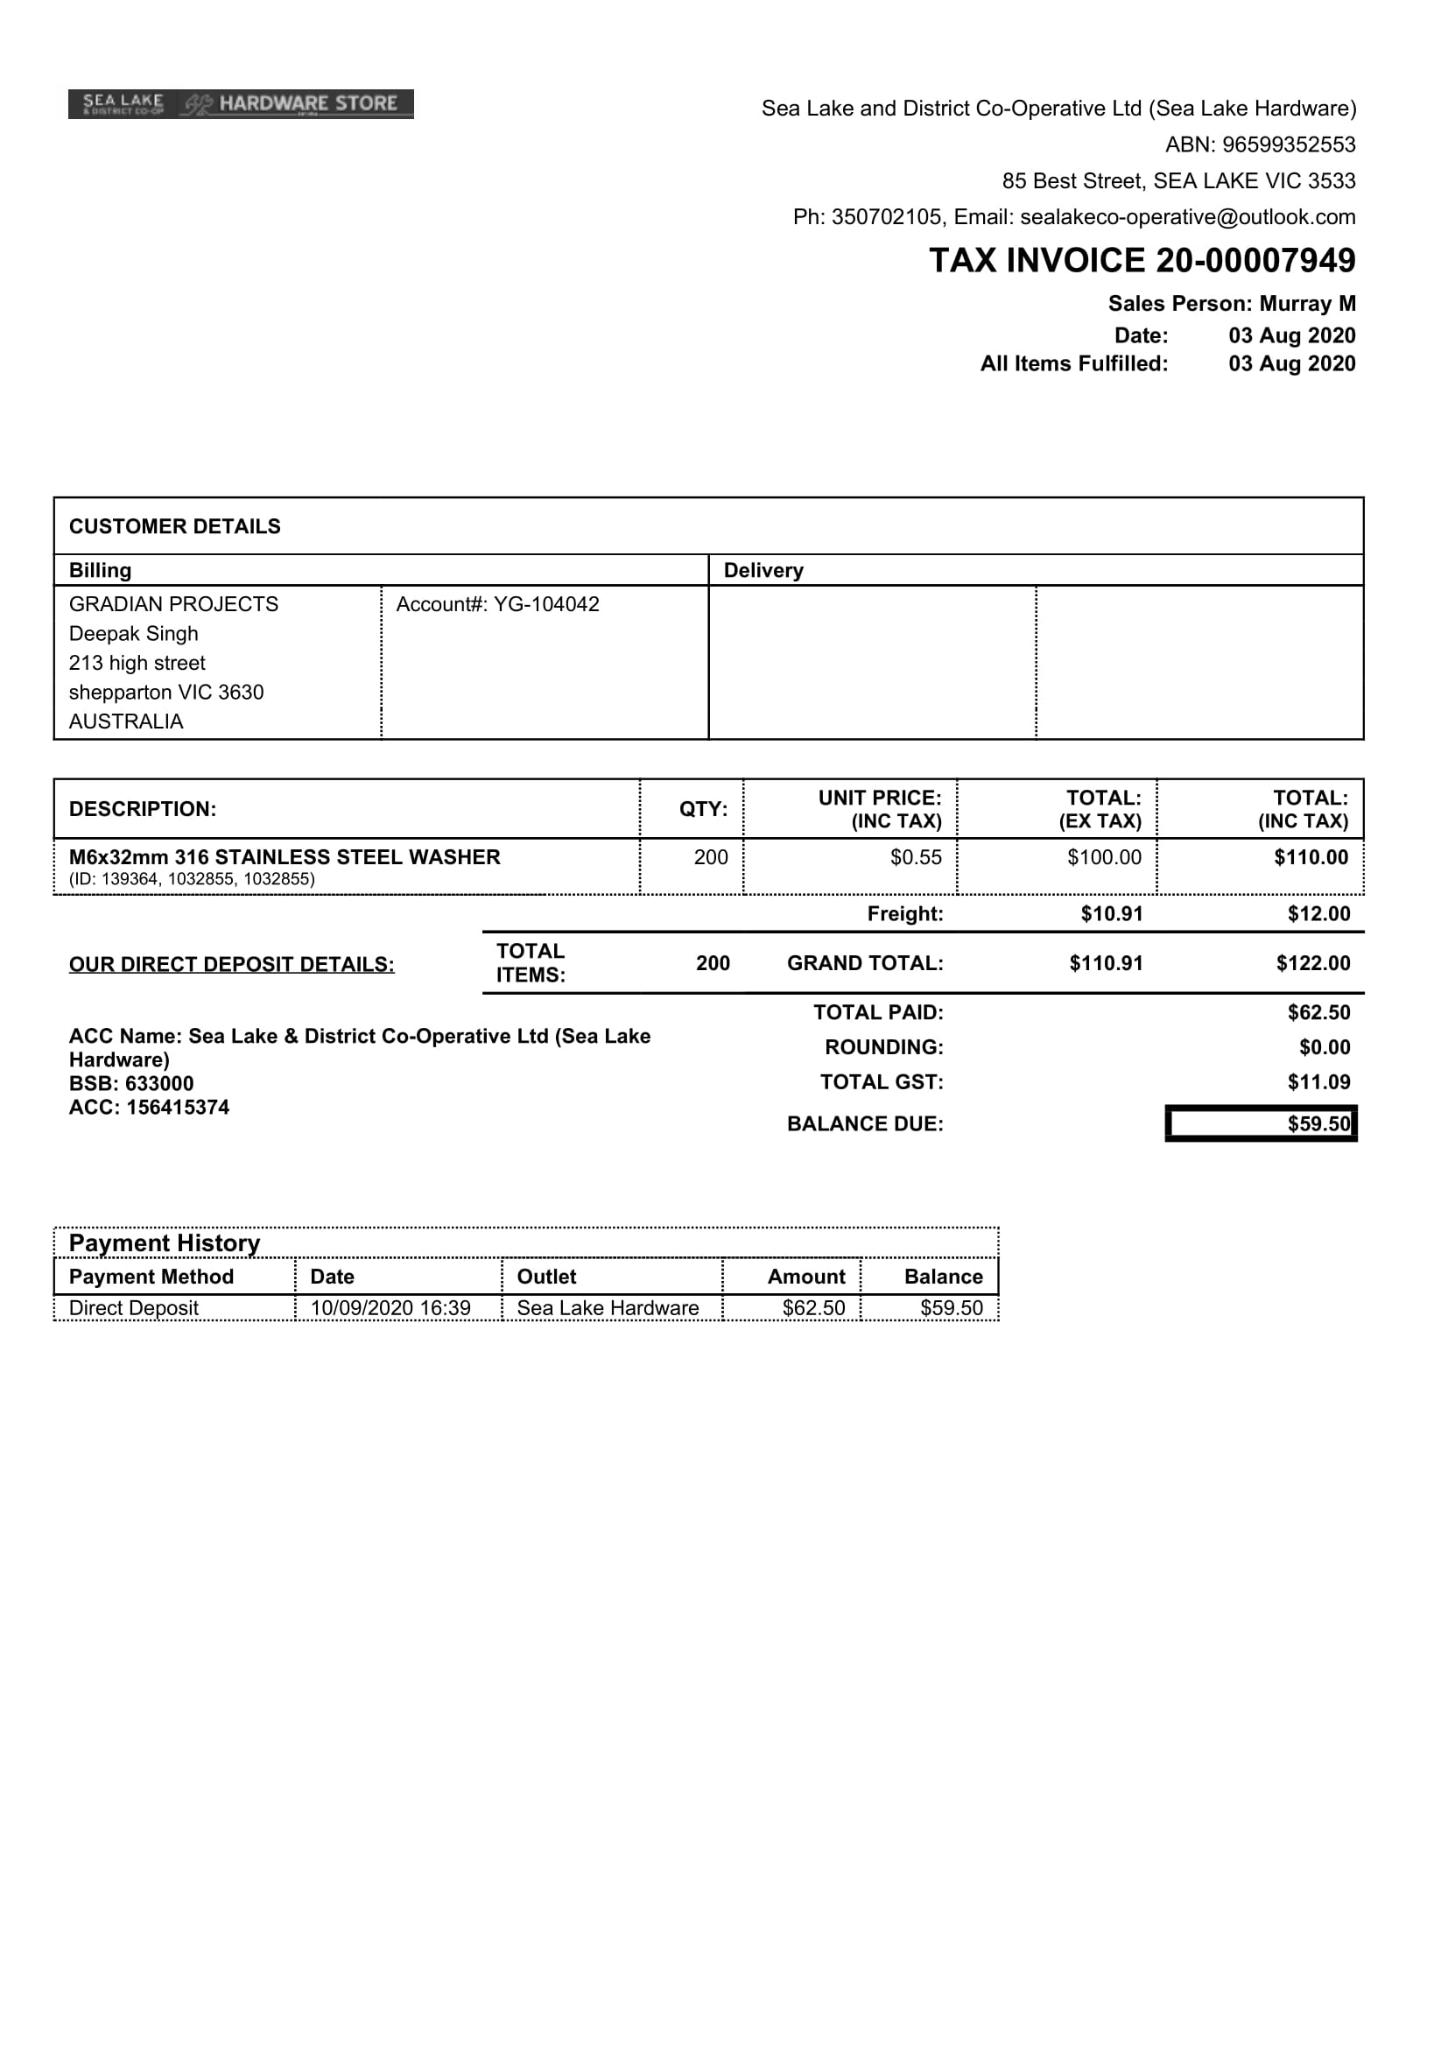 SEA LAKE
& DISTRICT CO-OP
HARDWARE STORE
Sea Lake and District Co-Operative Ltd (Sea Lake Hardware)
ABN: 96599352553
85 Best Street, SEA LAKE VIC 3533
Ph: 350702105, Email: sealakeco-operative@outlook.com
TAX INVOICE 20-00007949
Sales Person: Murray M
Date: 03 Aug 2020
All Items Fulfilled: 03 Aug 2020
CUSTOMER DETAILS
Billing Delivery
GRADIAN PROJECTS Account#: YG-104042
Deepak Singh
213 high street
shepparton VIC 3630
AUSTRALIA
DESCRIPTION: QTY: UNIT PRICE: (INC TAX) TOTAL: (EX TAX) TOTAL: (INC TAX)
M6x32mm 316 STAINLESS STEEL WASHER 200 $0.55 $100.00 $110.00
(ID: 139364, 1032855, 1032855)
Freight: $10.91 $12.00
OUR DIRECT DEPOSIT DETAILS: TOTAL ITEMS: 200 GRAND TOTAL: $110.91 $122.00
TOTAL PAID: $62.50
ACC Name: Sea Lake & District Co-Operative Ltd (Sea Lake
Hardware)
ROUNDING: $0.00
BSB: 633000
TOTAL GST: $11.09
ACC: 156415374
BALANCE DUE: $59.50
Payment History
Payment Method Date Outlet Amount Balance
Direct Deposit 10/09/2020 16:39 Sea Lake Hardware $62.50 $59.50